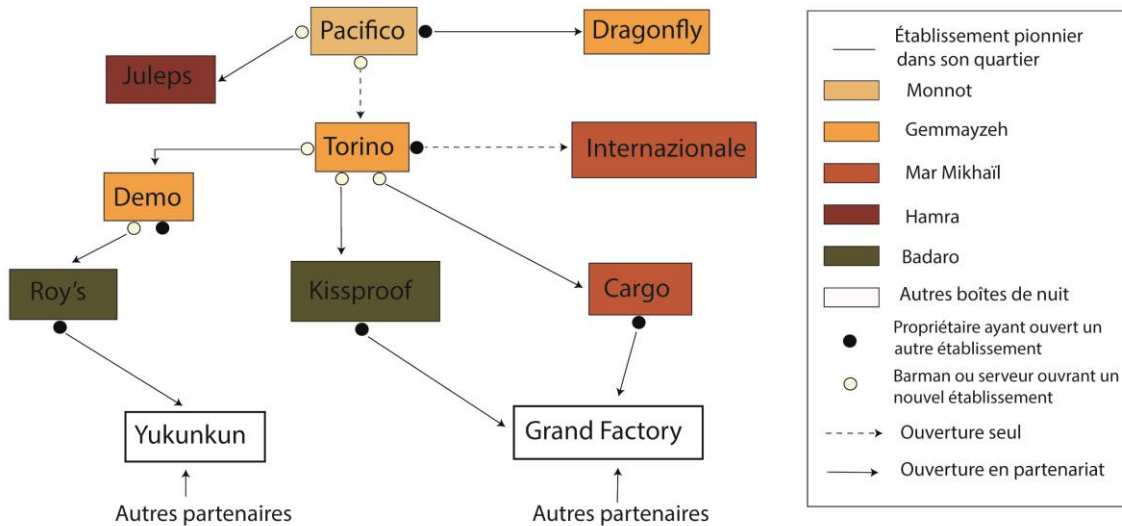 Pacifico
Dragonfly
Juleps
Torino
Internazionale
Demo
Roy's
Kissproof
Cargo
Yukunkun
Grand Factory
Autres partenaires
Autres partenaires
Établissement pionnier
dans son quartier
Monnot
Gemmayzeh
Mar Mikhaïl
Hamra
Badaro
Autres boîtes de nuit
Propriétaire ayant ouvert un
autre établissement
Barman ou serveur ouvrant un
nouvel établissement
Ouverture seul
Ouverture en partenariat